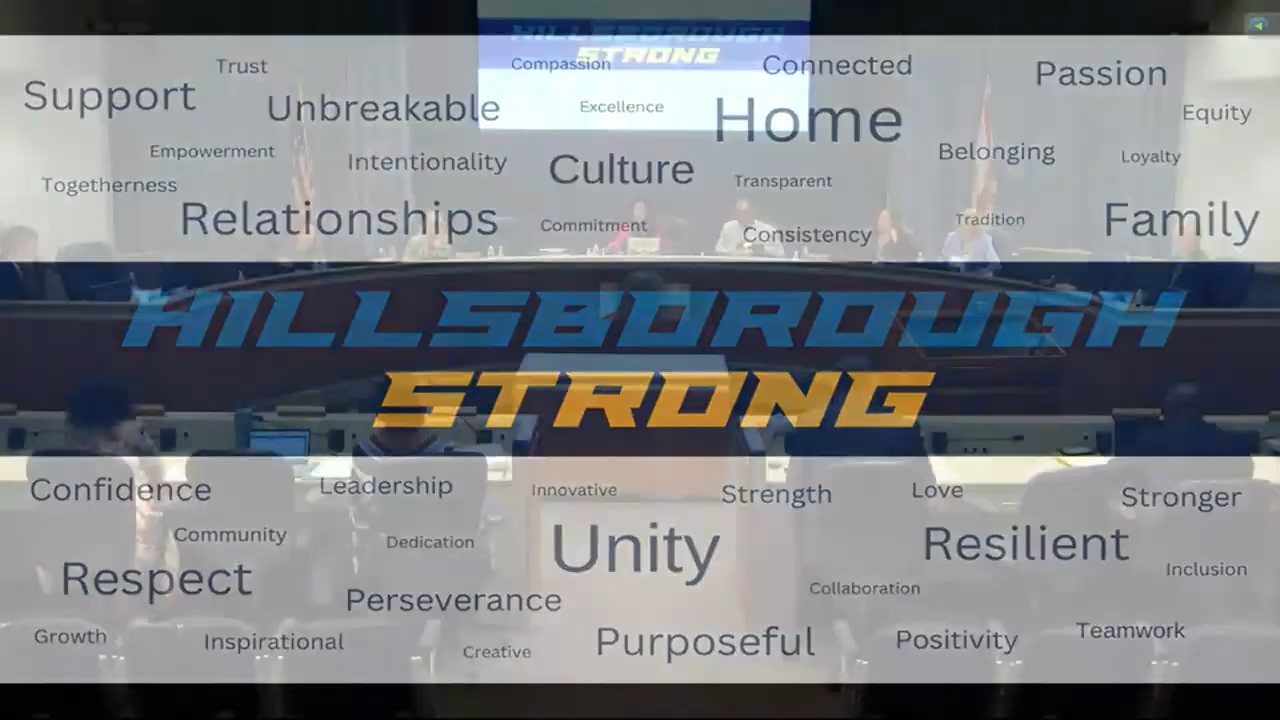 HILLSBOROUGH
STRONG
Trust
Compassion
Connected
Support
Unbreakable
Excellence
Home
Passion
Equity
Empowerment
Intentionality
Culture
Belonging
Loyalty
Togetherness
Transparent
Relationships
Commitment
Consistency
Tradition
Family
HILLSBOROUGH
STRONG
Confidence
Leadership
Innovative
Strength
Love
Stronger
Community
Dedication
Unity
Resilient
Inclusion
Respect
Perseverance
Collaboration
Growth
Inspirational
Creative
Purposeful
Positivity
Teamwork